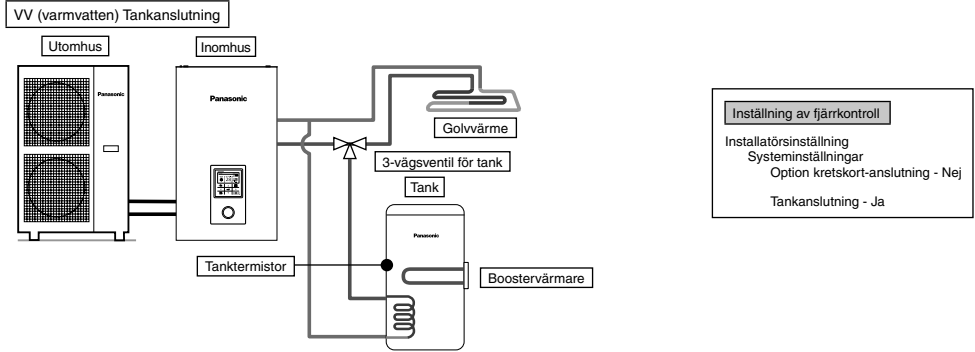 VV (varmvatten) Tankanslutning
Utomhus
Inomhus
Panasonic
Panasonic
Golvvärme
3-vägsventil för tank
Tank
Panasonic
Tanktermistor
Boostervärmare
Inställning av fjärrkontroll
Installatörsinställning
Systeminställningar
Option kretskort-anslutning - Nej
Tankanslutning - Ja